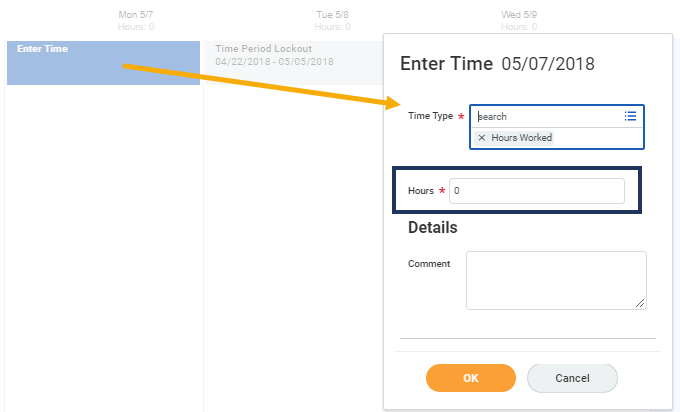 Mon 5/7
Hours: 0
Tue 5/8
Hours: 0
Wed 5/9
Hours: 0
Enter Time
Time Period Lockout
04/22/2018 - 05/05/2018
Enter Time 05/07/2018
Time Type *
search
× Hours Worked
Hours * 0
Details
Comment
OK
Cancel